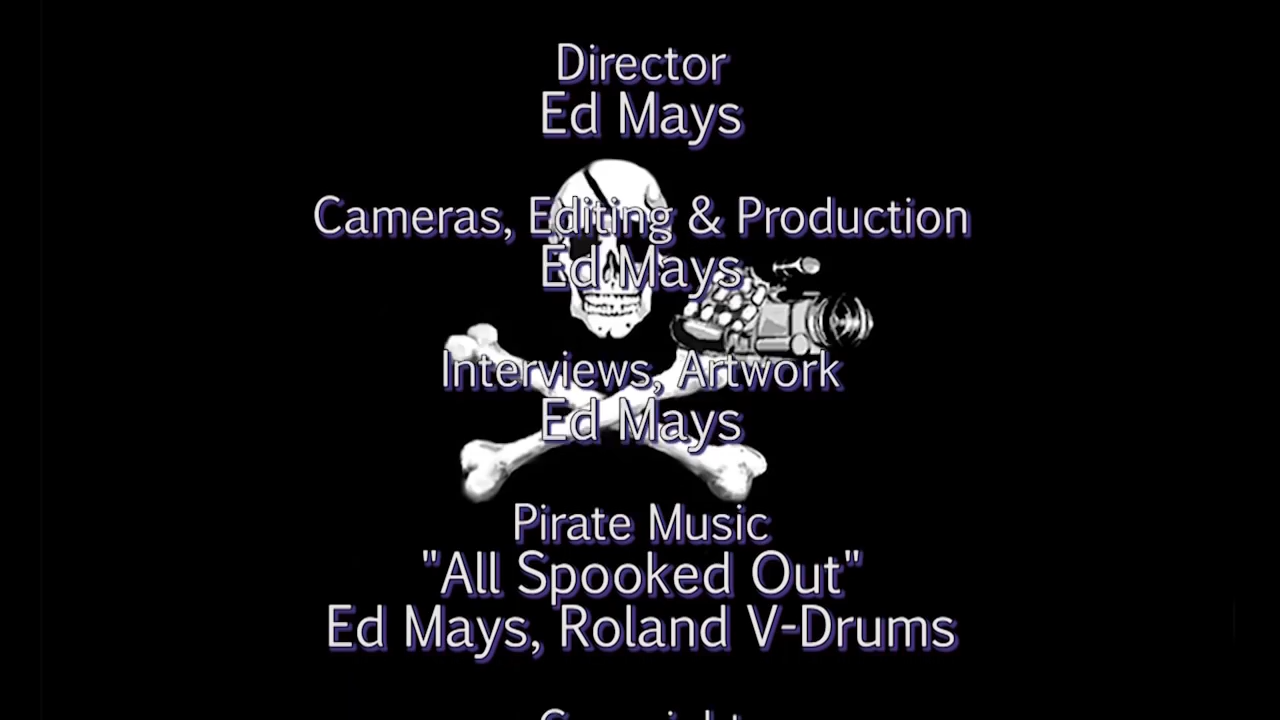 Director
Ed Mays
Cameras, Editing & Production
Ed Mays
Interviews, Artwork
Ed Mays
Pirate Music
"All Spooked Out"
Ed Mays, Roland V-Drums